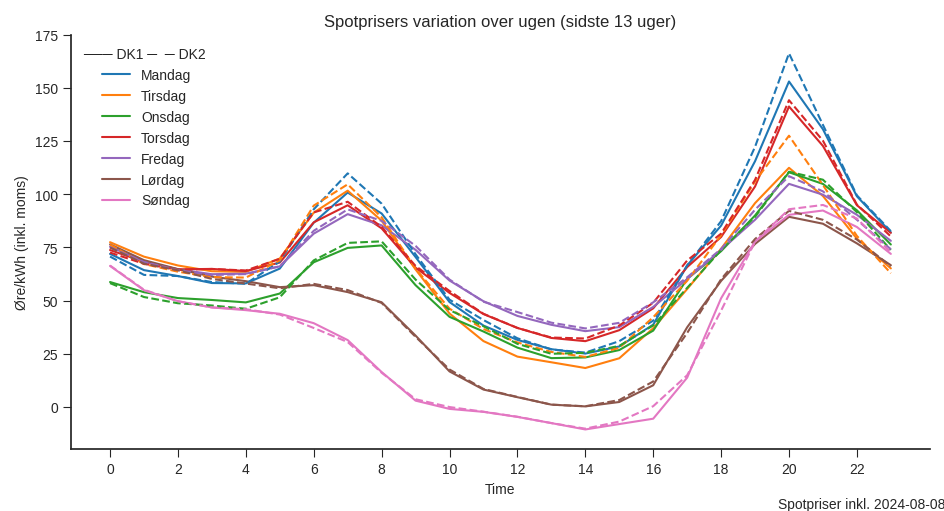 Spotprisers variation over ugen (sidste 13 uger)
175
150
125
100
75
50
25
0
Øre/kWh (inkl. moms)
DK1 DK2
Mandag
Tirsdag
Onsdag
Torsdag
Fredag
Lørdag
Søndag
0 2 4 6 8 10 12 14 16 18 20 22
Time
Spotpriser inkl. 2024-08-08